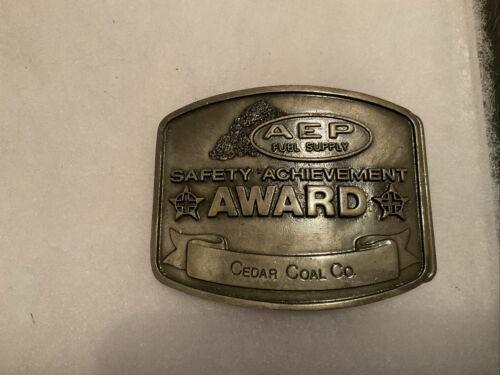 AEP
FUEL SUPPLY
SAFETY ACHIEVEMENT
AWARD
CEDAR COAL CO.